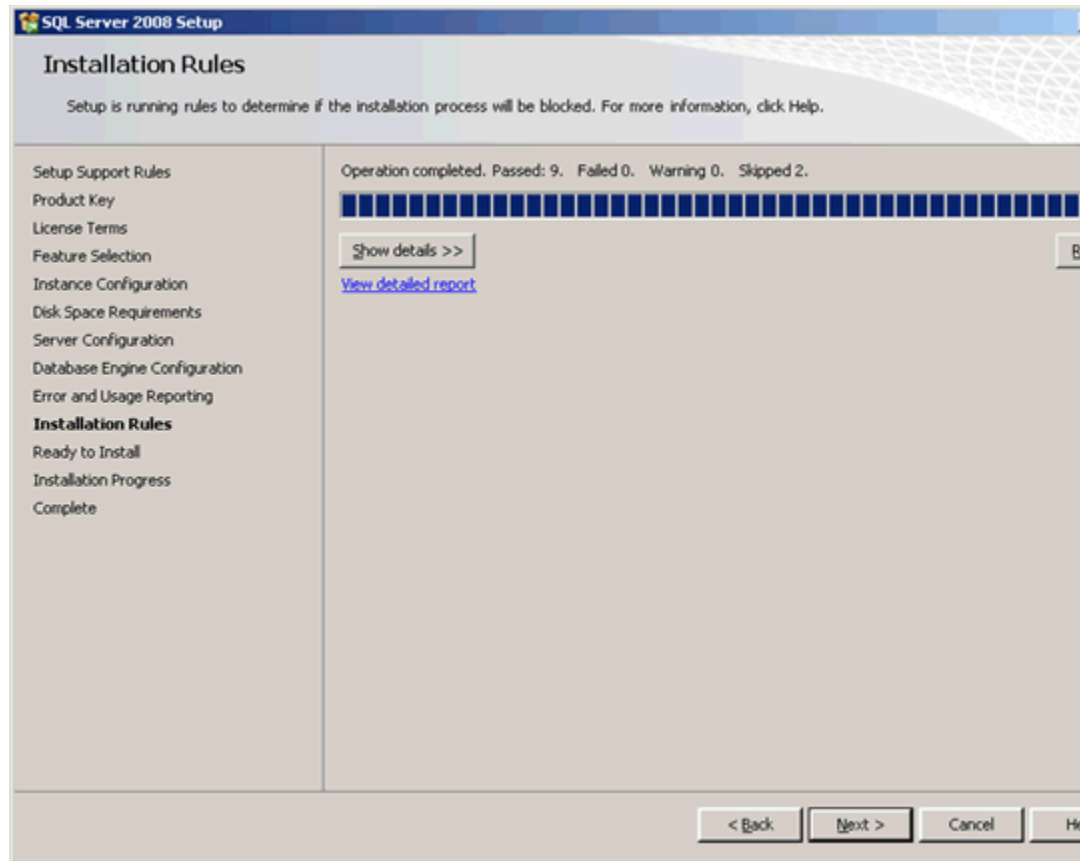 SQL Server 2008 Setup
Installation Rules
Setup is running rules to determine if the installation process will be blocked. For more information, click Help.
Setup Support Rules
Product Key
License Terms
Feature Selection
Instance Configuration
Disk Space Requirements
Server Configuration
Database Engine Configuration
Error and Usage Reporting
Installation Rules
Ready to Install
Installation Progress
Complete
Operation completed. Passed: 9. Failed 0. Warning 0. Skipped 2.
Show details >>
View detailed report
< Back
Next >
Cancel